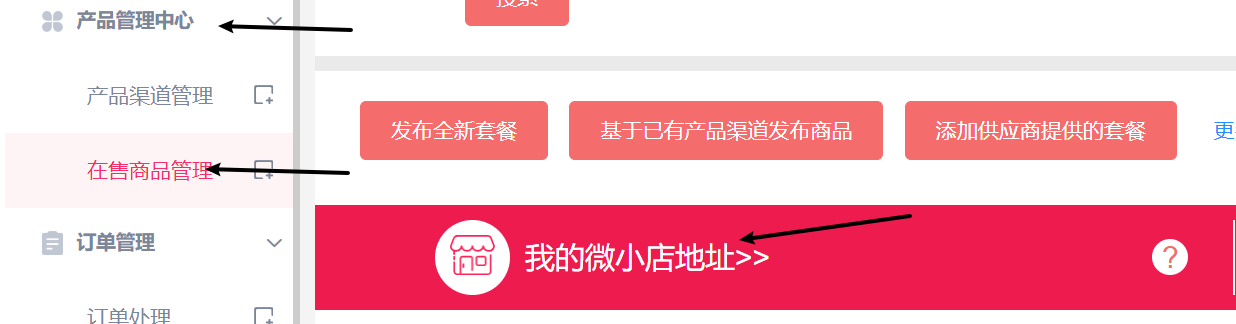 产品管理中心
产品渠道管理
在售商品管理
订单管理
订单处理
发布全新套餐
基于已有产品渠道发布商品
添加供应商提供的套餐
我的微小店地址>>
?